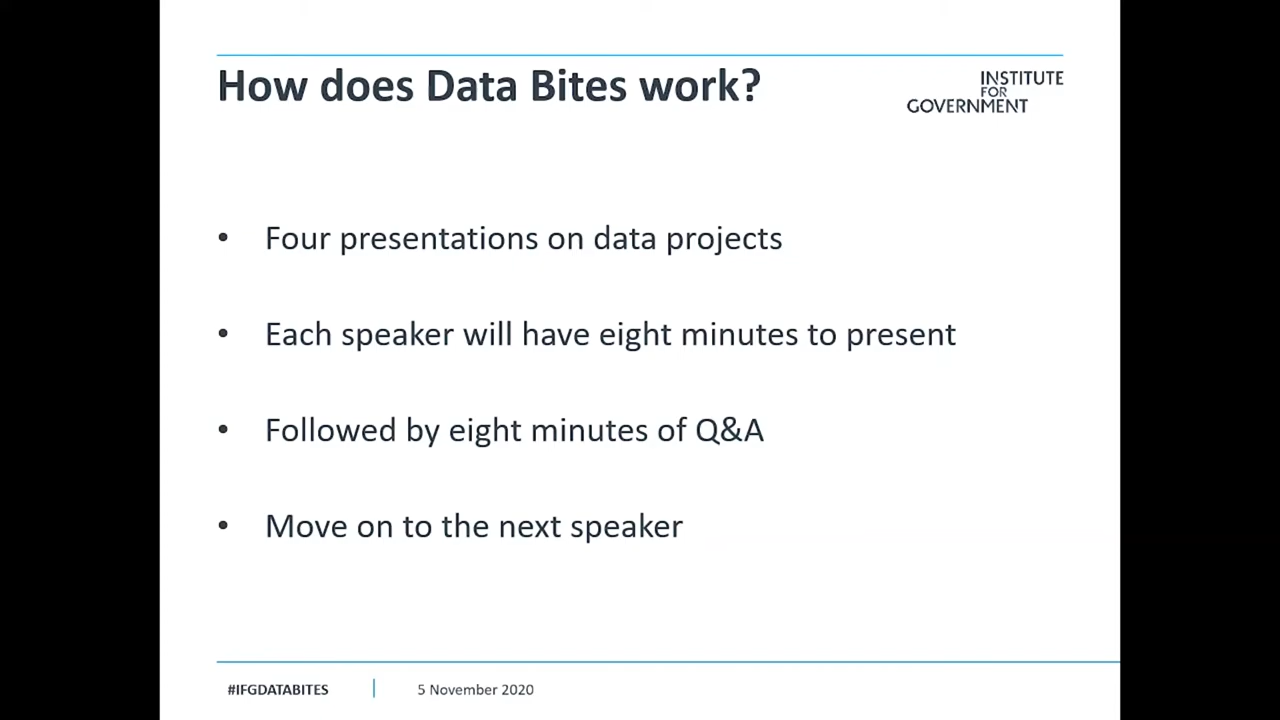 How does Data Bites work?
INSTITUTE
FOR
GOVERNMENT
• Four presentations on data projects
• Each speaker will have eight minutes to present
• Followed by eight minutes of Q&A
• Move on to the next speaker
#IFGDATABITES
5 November 2020